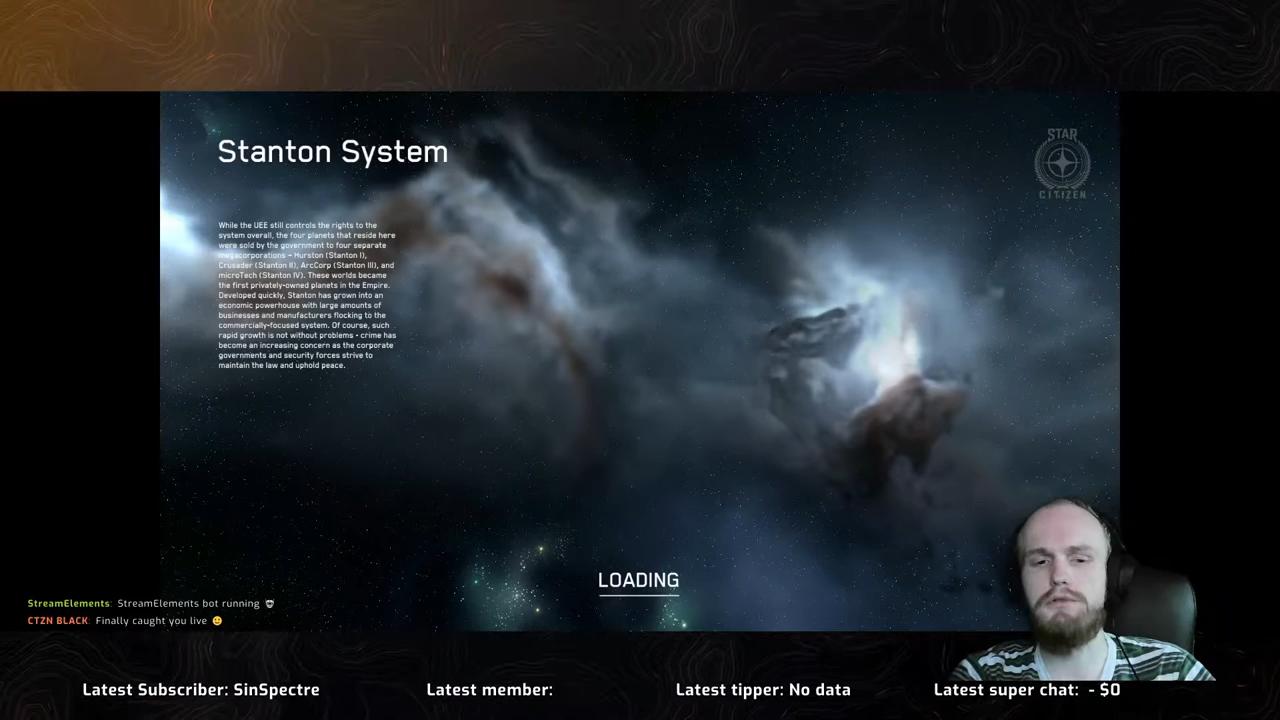 Stanton System
STAR
CITIZEN
While the UEE still controls the rights to the
system overall, the four planets that reside here
were sold by the government to four separate
megacorporations - Hurston (Stanton I),
Crusader (Stanton II), ArcCorp (Stanton III), and
microTech (Stanton IV). These worlds became
the first privately-owned planets in the Empire.
Developed quickly, Stanton has grown into an
economic powerhouse with large amounts of
businesses and manufacturers flocking to the
commercially-focused system. Of course, such
rapid growth is not without problems - crime has
become an increasing concern as the corporate
governments and security forces strive to
maintain the law and uphold peace.
LOADING
StreamElements: StreamElements bot running
CTZN BLACK: Finally caught you live 🙂
Latest Subscriber: SinSpectre
Latest member:
Latest tipper: No data
Latest super chat: - $0